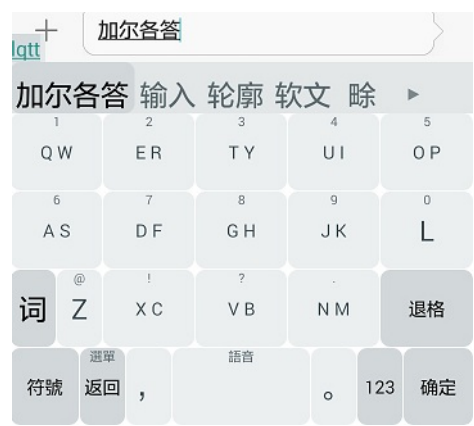 加尔各答
lqtt
加尔各答 输入 轮廓 软文 畭
1 2 3 4 5
QW ER TY UI OP
6 7 8 9 0
AS DF GH JK L
@ ! ? .
词 Z XC VB NM 退格
選單 語音
符號 返回 , 。 123 确定